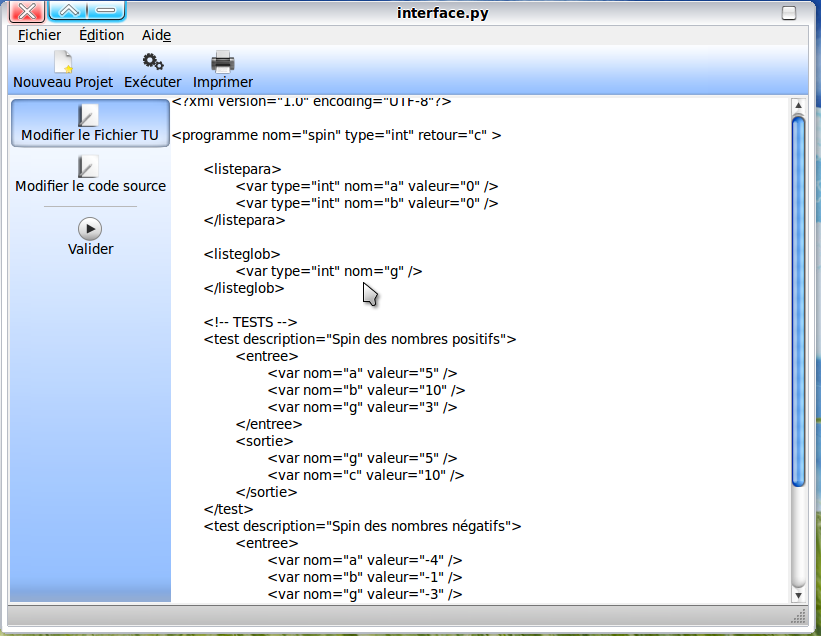 interface.py
Fichier Édition Aide
Nouveau Projet Exécuter Imprimer
Modifier le Fichier TU
Modifier le code source
Valider
<?xml version="1.0" encoding="UTF-8"?>
<programme nom="spin" type="int" retour="c" >
<listepara>
<var type="int" nom="a" valeur="0" />
<var type="int" nom="b" valeur="0" />
</listepara>
<listeglob>
<var type="int" nom="g" />
</listeglob>
<!-- TESTS -->
<test description="Spin des nombres positifs">
<entree>
<var nom="a" valeur="5" />
<var nom="b" valeur="10" />
<var nom="g" valeur="3" />
</entree>
<sortie>
<var nom="g" valeur="5" />
<var nom="c" valeur="10" />
</sortie>
</test>
<test description="Spin des nombres négatifs">
<entree>
<var nom="a" valeur="-4" />
<var nom="b" valeur="-1" />
<var nom="g" valeur="-3" />